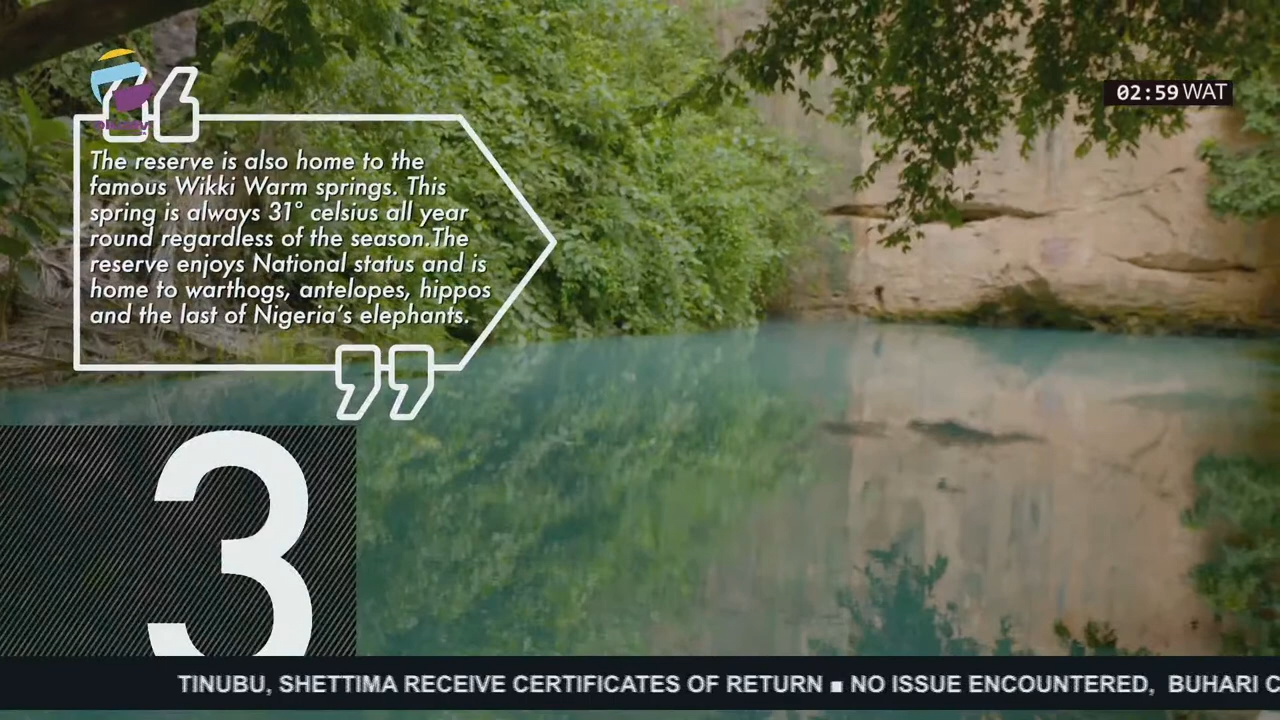 02:59 WAT
“
The reserve is also home to the
famous Wikki Warm springs. This
spring is always 31° celsius all year
round regardless of the season.The
reserve enjoys National status and is
home to warthogs, antelopes, hippos
and the last of Nigeria’s elephants.
”
3
TINUBU, SHETTIMA RECEIVE CERTIFICATES OF RETURN ■ NO ISSUE ENCOUNTERED, BUHARI C